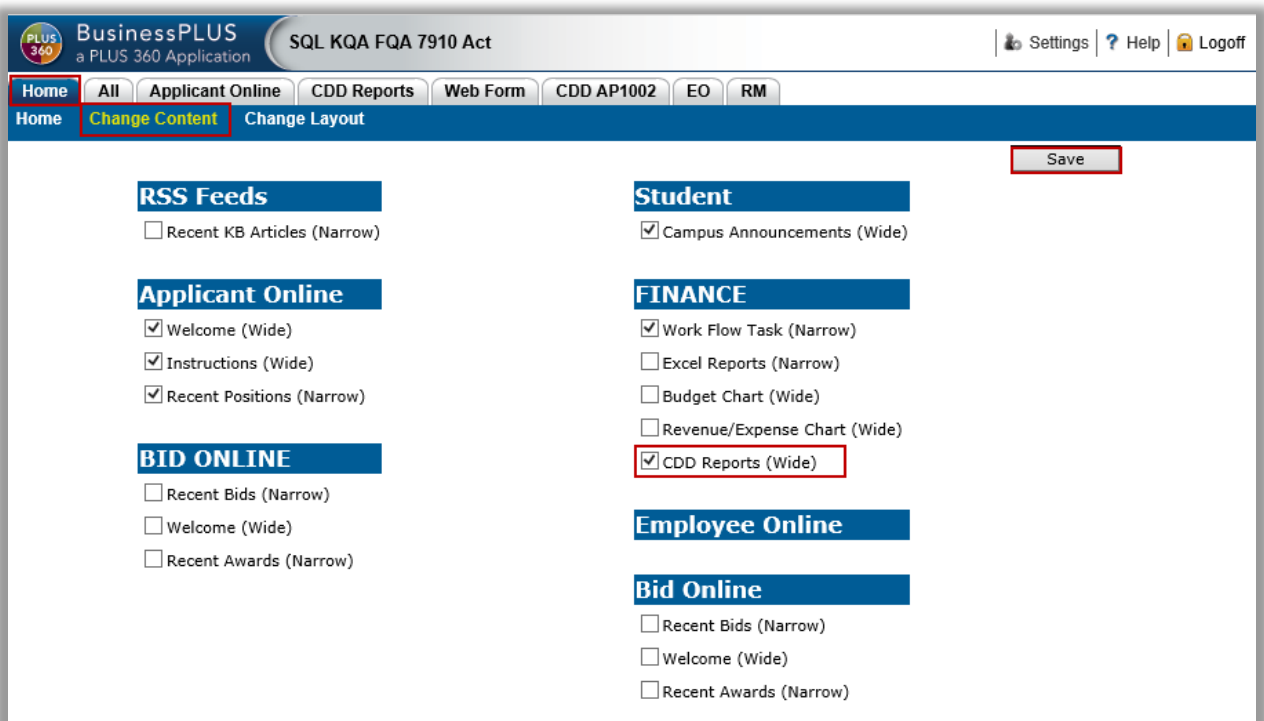 PLUS 360
BusinessPLUS
a PLUS 360 Application
SQL KQA FQA 7910 Act
Settings ? Help Logoff
Home All Applicant Online CDD Reports Web Form CDD AP1002 EO RM
Home Change Content Change Layout
Save
RSS Feeds
Recent KB Articles (Narrow)
Applicant Online
Welcome (Wide)
Instructions (Wide)
Recent Positions (Narrow)
BID ONLINE
Recent Bids (Narrow)
Welcome (Wide)
Recent Awards (Narrow)
Student
Campus Announcements (Wide)
FINANCE
Work Flow Task (Narrow)
Excel Reports (Narrow)
Budget Chart (Wide)
Revenue/Expense Chart (Wide)
CDD Reports (Wide)
Employee Online
Bid Online
Recent Bids (Narrow)
Welcome (Wide)
Recent Awards (Narrow)